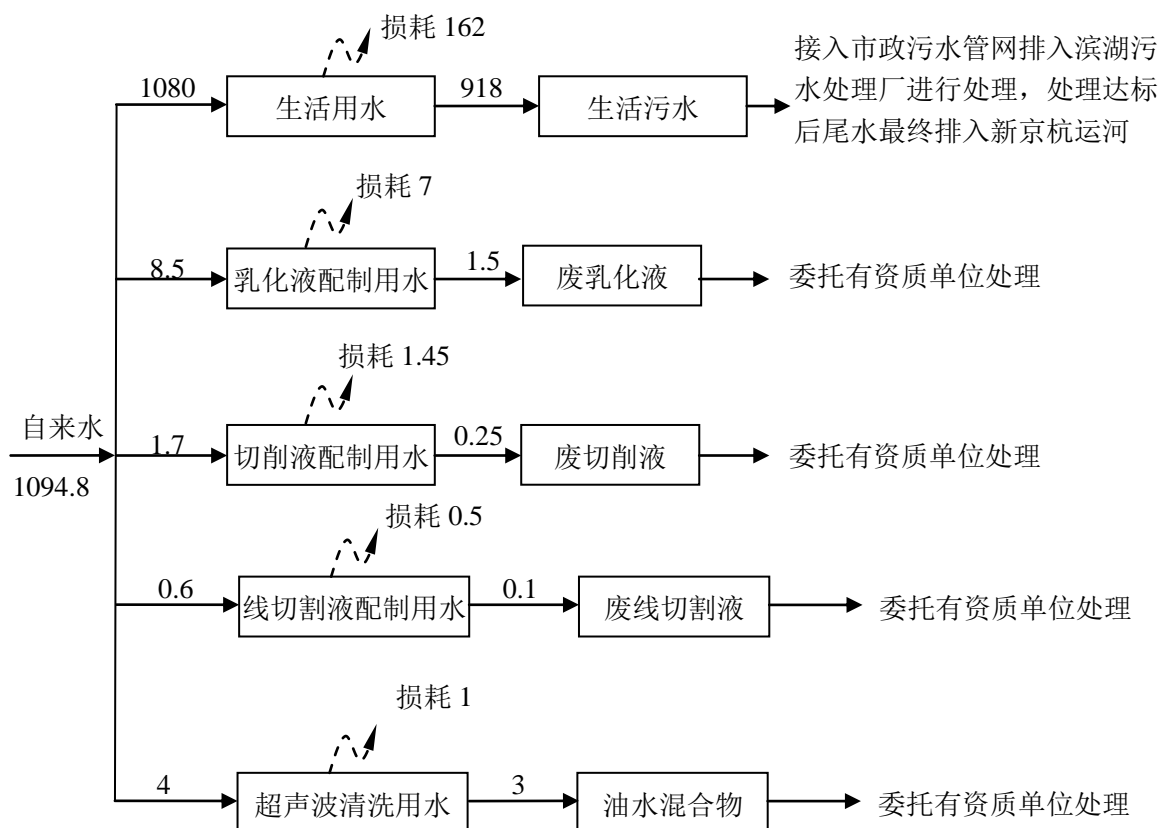 损耗 162
接入市政污水管网排入滨湖污
水处理厂进行处理，处理达标
后尾水最终排入新京杭运河
1080
生活用水
918
生活污水
损耗 7
8.5
乳化液配制用水
1.5
废乳化液
委托有资质单位处理
损耗 1.45
自来水
1094.8
1.7
切削液配制用水
0.25
废切削液
委托有资质单位处理
损耗 0.5
0.6
线切割液配制用水
0.1
废线切割液
委托有资质单位处理
损耗 1
4
超声波清洗用水
3
油水混合物
委托有资质单位处理